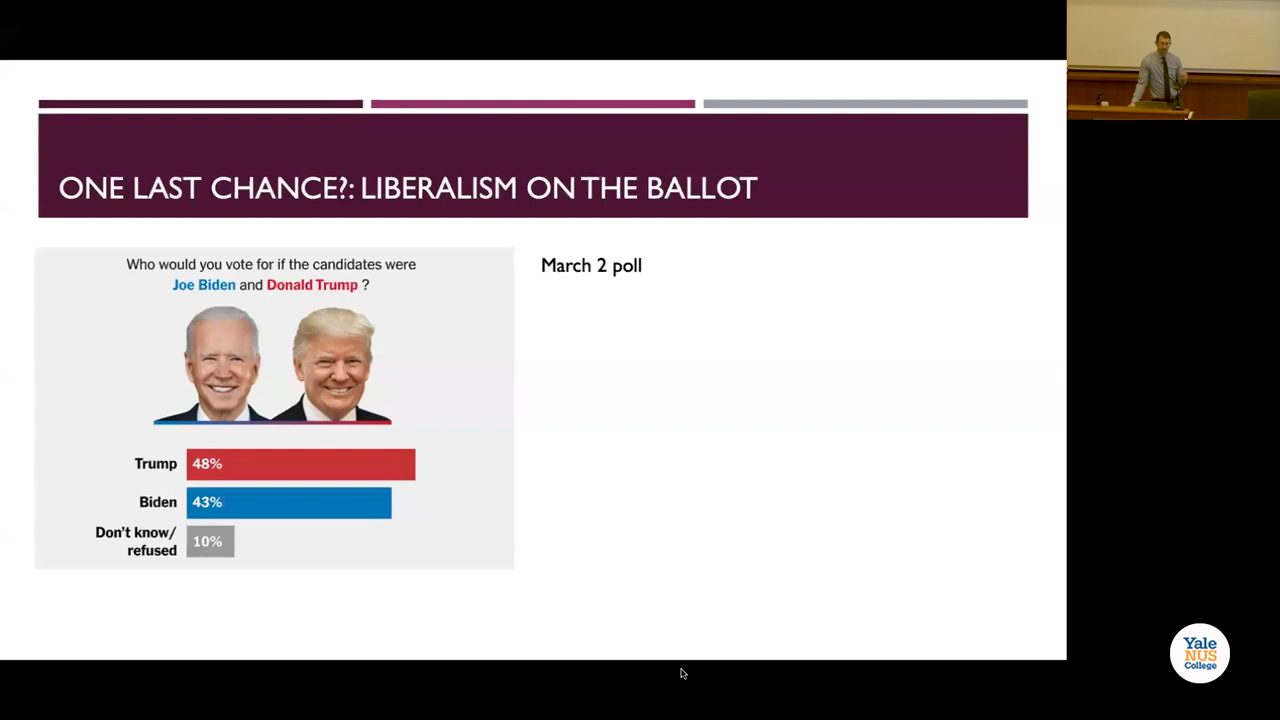 ONE LAST CHANCE?: LIBERALISM ON THE BALLOT
Who would you vote for if the candidates were
Joe Biden and Donald Trump ?
March 2 poll
Trump 48%
Biden 43%
Don't know/
refused 10%
Yale
NUS
College